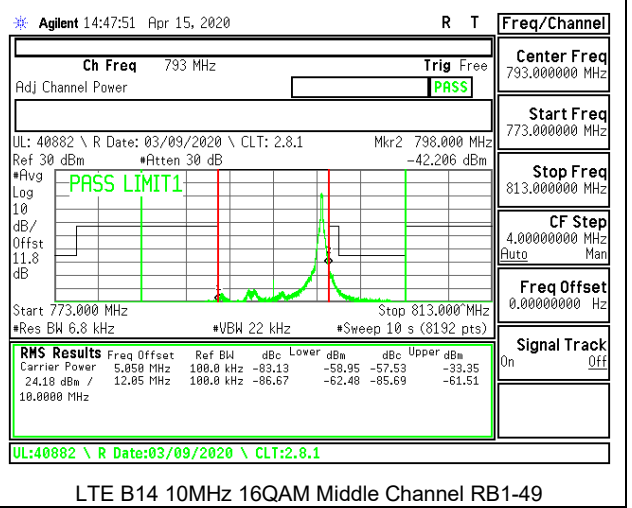 Agilent 14:47:51 Apr 15, 2020 R T
Freq/Channel
Ch Freq 793 MHz Trig Free
Adj Channel Power PASS
UL: 40882 \ R Date: 03/09/2020 \ CLT: 2.8.1 Mkr2 798.000 MHz
Ref 30 dBm #Atten 30 dB -42.206 dBm
#Avg
Log
10
dB/
Offst
11.8
dB
PASS LIMIT1
Start 773.000 MHz Stop 813.000 MHz
#Res BW 6.8 kHz #VBW 22 kHz #Sweep 10 s (8192 pts)
RMS Results Freq Offset Ref BW dBc Lower dBm dBc Upper dBm
Carrier Power 5.050 MHz 100.0 kHz -83.13 -58.95 -57.53 -33.35
24.18 dBm / 12.05 MHz 100.0 kHz -86.67 -62.48 -85.69 -61.51
10.0000 MHz
UL:40882 \ R Date:03/09/2020 \ CLT:2.8.1
Center Freq
793.000000 MHz
Start Freq
773.000000 MHz
Stop Freq
813.000000 MHz
CF Step
4.00000000 MHz
Auto Man
Freq Offset
0.00000000 Hz
Signal Track
On Off
LTE B14 10MHz 16QAM Middle Channel RB1-49